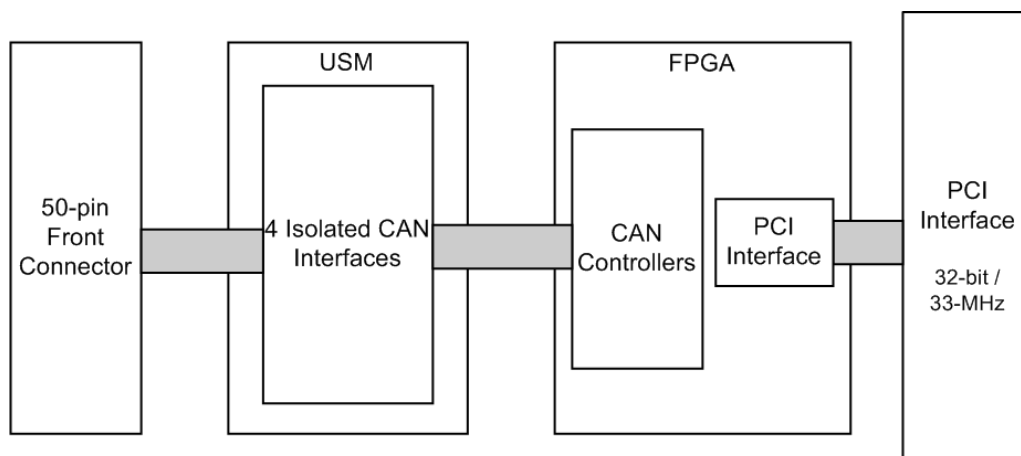 50-pin
Front
Connector
USM
4 Isolated CAN
Interfaces
FPGA
CAN
Controllers
PCI
Interface
PCI
Interface
32-bit /
33-MHz